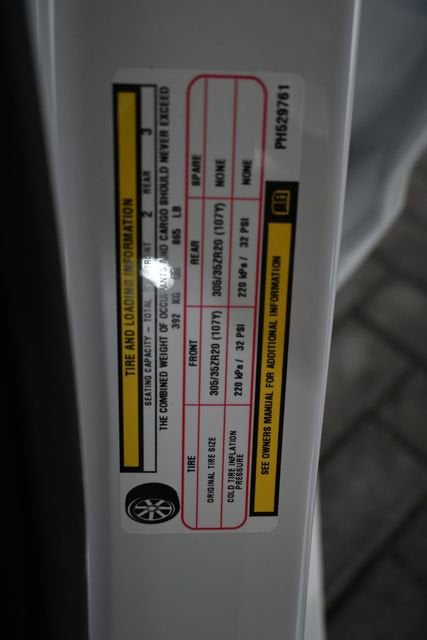 TIRE AND LOADING INFORMATION
SEATING CAPACITY – TOTAL FRONT 2 REAR 3
THE COMBINED WEIGHT OF OCCUPANTS AND CARGO SHOULD NEVER EXCEED
392 KG OR 865 LB
TIRE FRONT REAR SPARE
ORIGINAL TIRE SIZE 305/35ZR20 (107Y) 305/35ZR20 (107Y) NONE
COLD TIRE INFLATION PRESSURE 220 kPa / 32 PSI 220 kPa / 32 PSI NONE
SEE OWNERS MANUAL FOR ADDITIONAL INFORMATION
PH529761